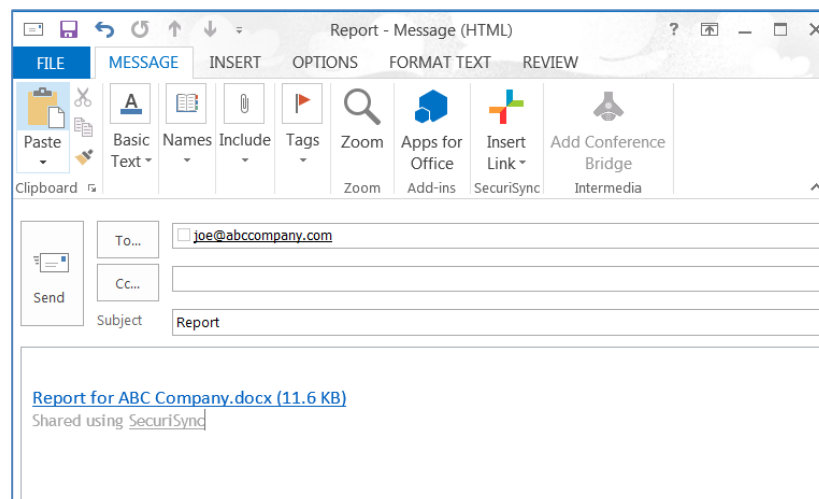 Report - Message (HTML)
?
FILE MESSAGE INSERT OPTIONS FORMAT TEXT REVIEW
A
Paste
Basic Text
Names
Include
Tags
Zoom
Apps for Office
Insert Link
Add Conference Bridge
Clipboard Zoom Add-ins SecuriSync Intermedia
To... joe@abccompany.com
Cc...
Send
Subject Report
Report for ABC Company.docx (11.6 KB)
Shared using SecuriSync